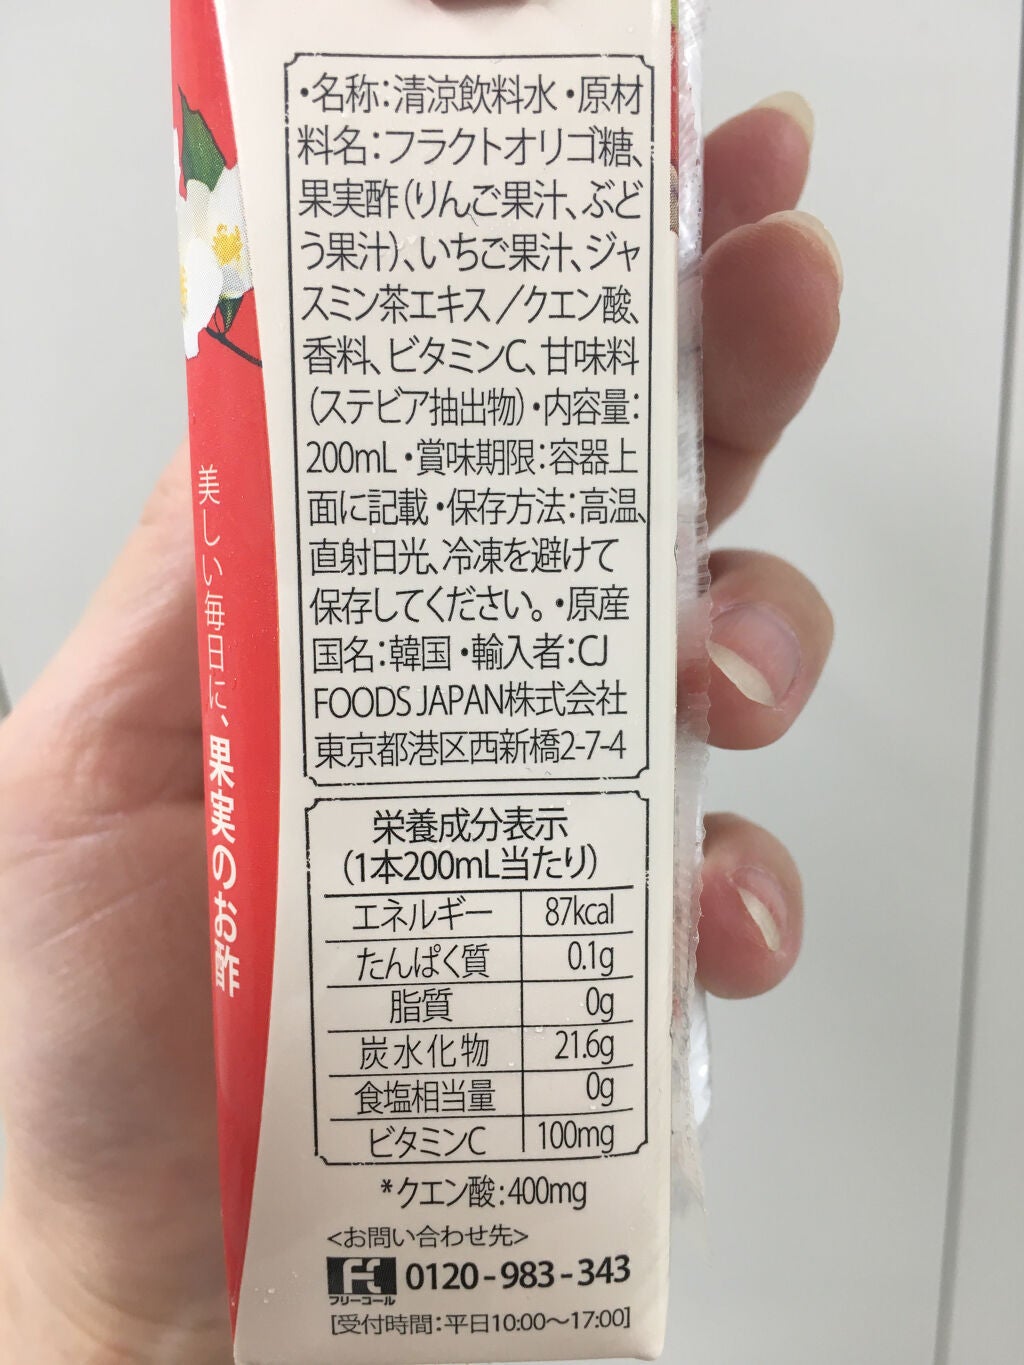 ・名称:清涼飲料水・原材
料名:フラクトオリゴ糖、
果実酢(りんご果汁、ぶど
う果汁)、いちご果汁、ジャ
スミン茶エキス/クエン酸、
香料、ビタミンC、甘味料
(ステビア抽出物)・内容量:
200mL・賞味期限:容器上
面に記載・保存方法:高温、
直射日光、冷凍を避けて
保存してください。・原産
国名:韓国・輸入者:CJ
FOODS JAPAN株式会社
東京都港区西新橋2-7-4
栄養成分表示
(1本200mL当たり)
エネルギー 87kcal
たんぱく質 0.1g
脂質 0g
炭水化物 21.6g
食塩相当量 0g
ビタミンC 100mg
*クエン酸:400mg
<お問い合わせ先>
フリーコール 0120-983-343
[受付時間:平日10:00〜17:00]
美しい毎日に、果実のお酢